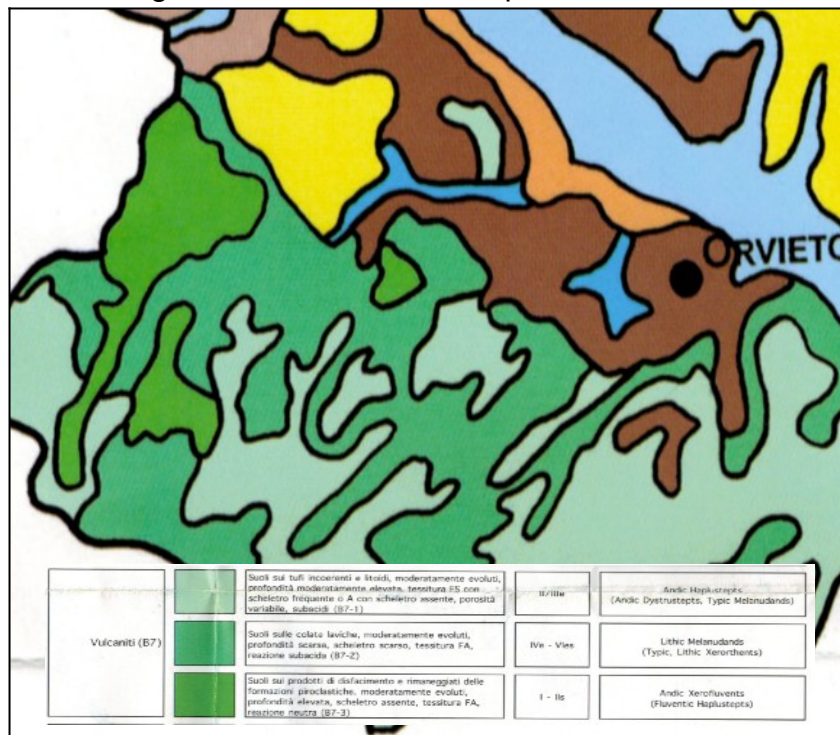 ORVIETO
Vulcaniti (B7)
Suoli sui tufi incoerenti e litoidi, moderatamente evoluti,
profondità moderatamente elevata, tessitura FS con
scheletro frequente o A con scheletro assente, porosità
variabile, subacidi (B7-1)
II/IIIe
Andic Haplustepts
(Andic Dystrustepts, Typic Melanudands)
Suoli sulle colate laviche, moderatamente evoluti,
profondità scarsa, scheletro scarso, tessitura FA,
reazione subacida (B7-2)
IVe - VIes
Lithic Melanudands
(Typic, Lithic Xerorthents)
Suoli sui prodotti di disfacimento e rimaneggiati delle
formazioni piroclastiche, moderatamente evoluti,
profondità elevata, scheletro assente, tessitura FA,
reazione neutra (B7-3)
I - IIs
Andic Xerofluvents
(Fluventic Haplustepts)